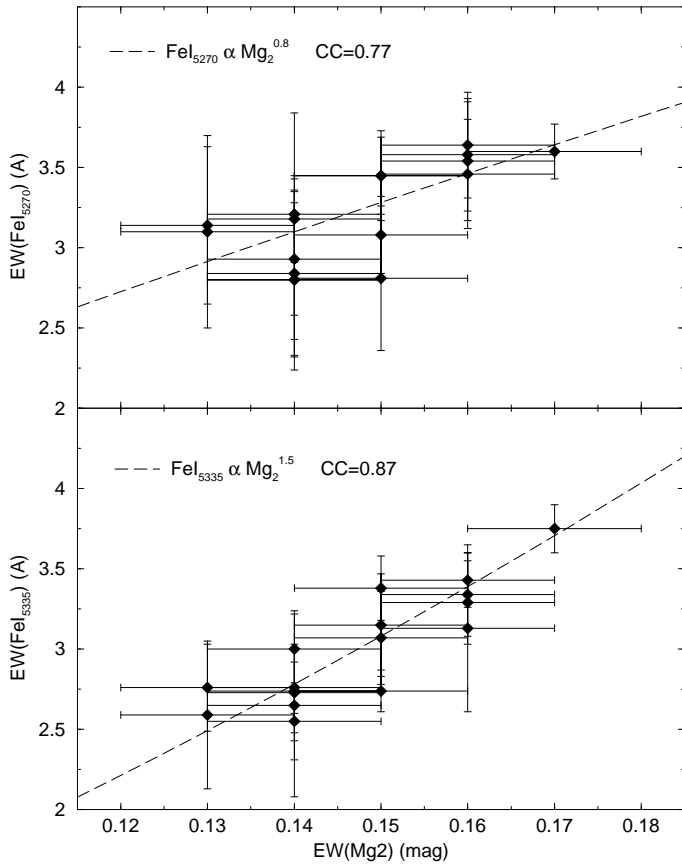 FeI5270 α Mg2^0.8 CC=0.77
4
3.5
3
2.5
2
EW(FeI5270) (A)
FeI5335 α Mg2^1.5 CC=0.87
4
3.5
3
2.5
2
EW(FeI5335) (A)
0.12 0.13 0.14 0.15 0.16 0.17 0.18
EW(Mg2) (mag)